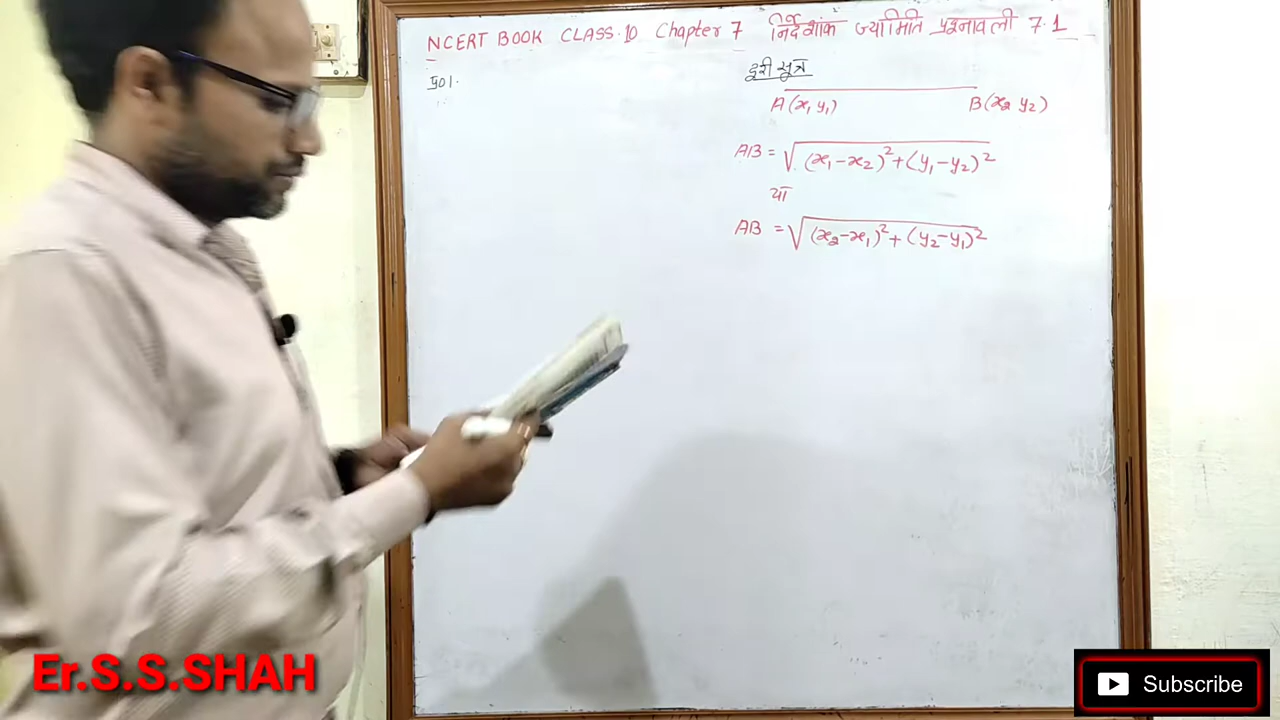 NCERT BOOK CLASS 10 Chapter 7 निर्देशांक ज्यामिति प्रश्नावली 7.1
प्र01.
दूरी सूत्र
A(x₁ y₁) B(x₂ y₂)
AB = √(x₁-x₂)²+(y₁-y₂)²
या
AB = √(x₂-x₁)²+(y₂-y₁)²
Er.S.S.SHAH
Subscribe